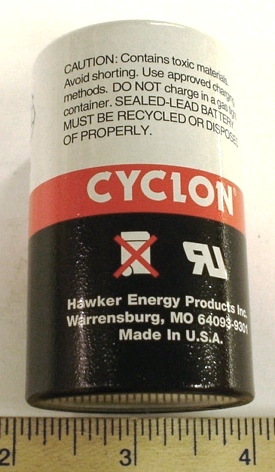 CAUTION: Contains toxic materials.
Avoid shorting. Use approved charging
methods. DO NOT charge in a gas tight
container. SEALED-LEAD BATTERY
MUST BE RECYCLED OR DISPOSED
OF PROPERLY.
CYCLON®
Hawker Energy Products Inc.
Warrensburg, MO 64093-9301
Made In U.S.A.
2 3 4